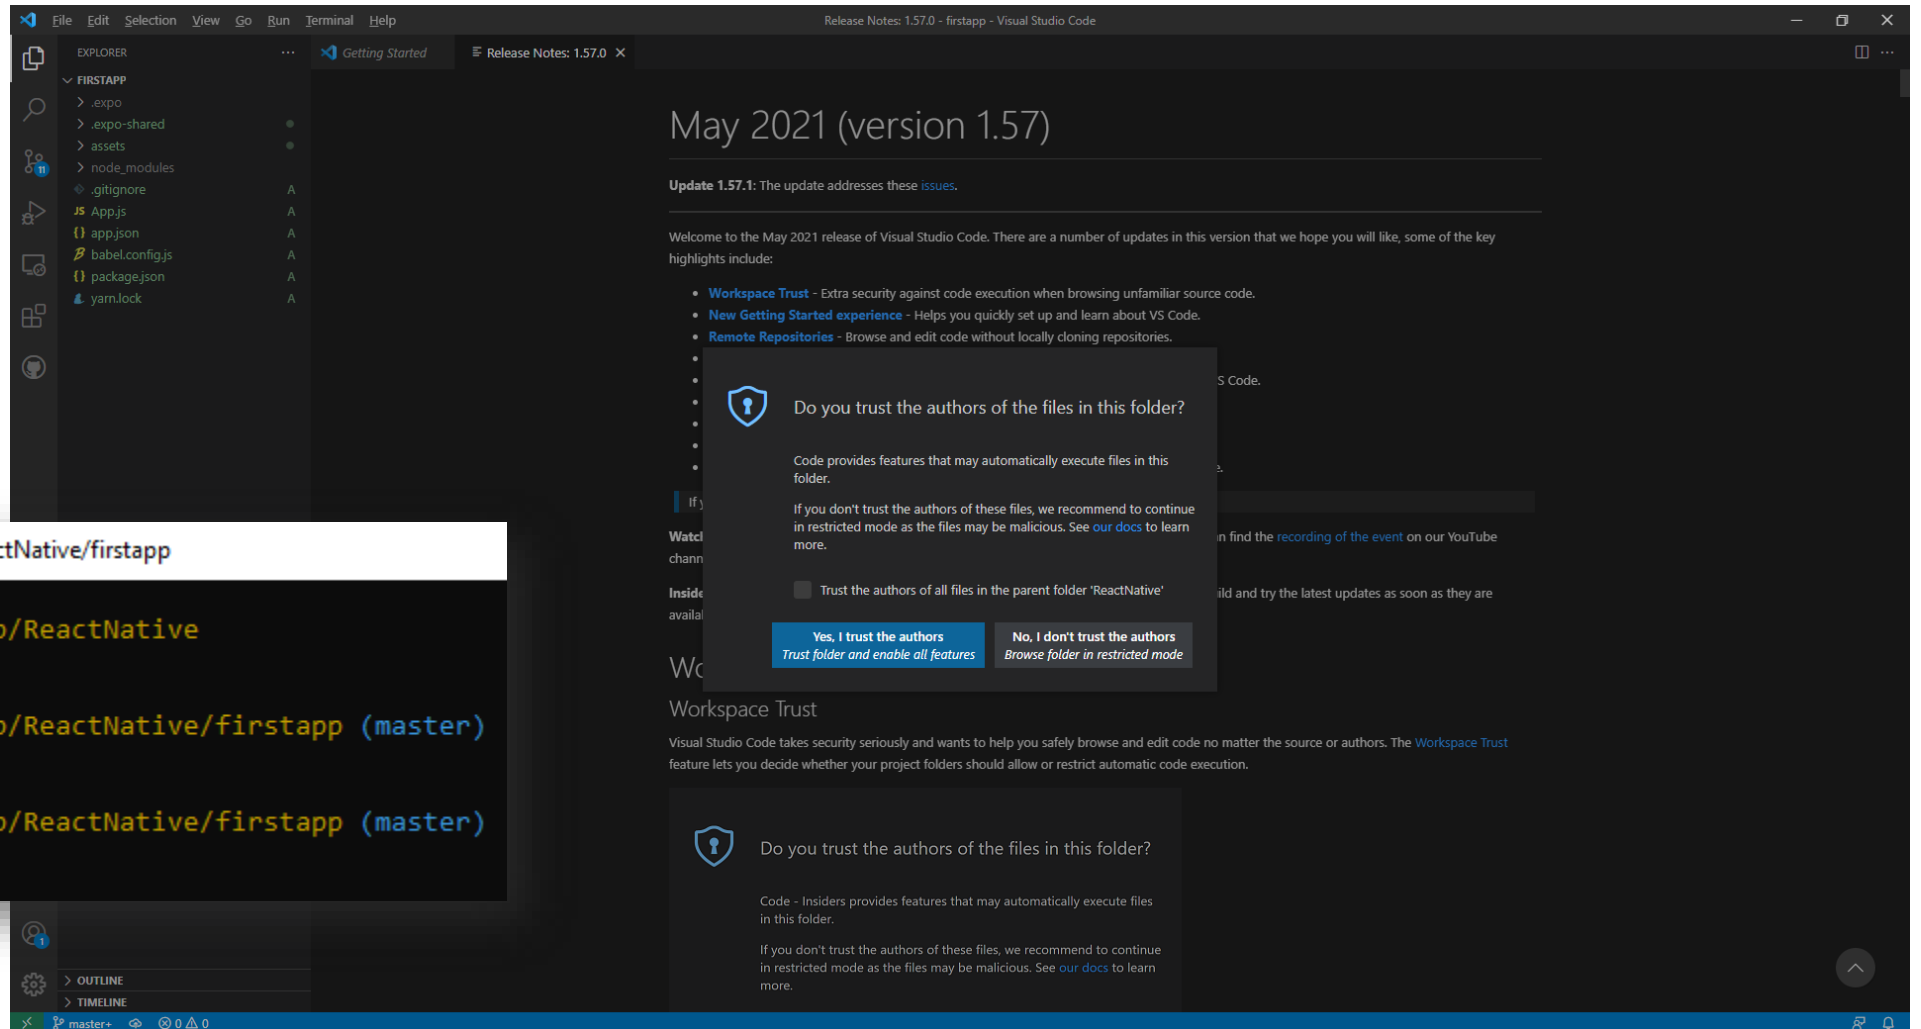 File Edit Selection View Go Run Terminal Help
Release Notes: 1.57.0 - firstapp - Visual Studio Code
EXPLORER
Getting Started
Release Notes: 1.57.0
FIRSTAPP
.expo
.expo-shared
assets
node_modules
.gitignore A
JS App.js A
{} app.json A
babel.config.js A
{} package.json A
yarn.lock A
11
May 2021 (version 1.57)
Update 1.57.1: The update addresses these issues.
Welcome to the May 2021 release of Visual Studio Code. There are a number of updates in this version that we hope you will like, some of the key
highlights include:
Workspace Trust - Extra security against code execution when browsing unfamiliar source code.
New Getting Started experience - Helps you quickly set up and learn about VS Code.
Remote Repositories - Browse and edit code without locally cloning repositories.
S Code.
Do you trust the authors of the files in this folder?
Code provides features that may automatically execute files in this
folder.
If you don't trust the authors of these files, we recommend to continue
in restricted mode as the files may be malicious. See our docs to learn
more.
Trust the authors of all files in the parent folder 'ReactNative'
Yes, I trust the authors
Trust folder and enable all features
No, I don't trust the authors
Browse folder in restricted mode
If
n find the recording of the event on our YouTube
chann
Inside
ild and try the latest updates as soon as they are
availa
ctNative/firstapp
/ReactNative
/ReactNative/firstapp (master)
/ReactNative/firstapp (master)
Workspace Trust
Visual Studio Code takes security seriously and wants to help you safely browse and edit code no matter the source or authors. The Workspace Trust
feature lets you decide whether your project folders should allow or restrict automatic code execution.
Do you trust the authors of the files in this folder?
Code - Insiders provides features that may automatically execute files
in this folder.
If you don't trust the authors of these files, we recommend to continue
in restricted mode as the files may be malicious. See our docs to learn
more.
1
OUTLINE
TIMELINE
master+ 0 0